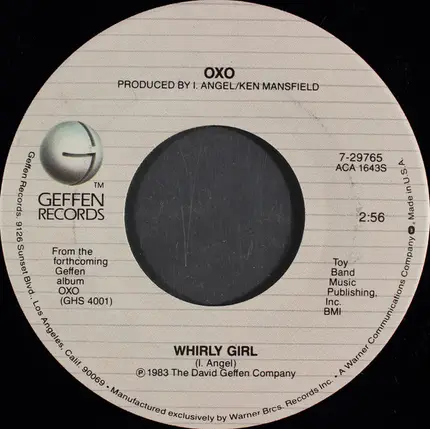 OXO
PRODUCED BY I. ANGEL/KEN MANSFIELD
G
TM
GEFFEN
RECORDS
7-29765
ACA 1643S
2:56
From the
forthcoming
Geffen
album
OXO
(GHS 4001)
Toy
Band
Music
Publishing,
Inc.
BMI
WHIRLY GIRL
(I. Angel)
℗ 1983 The David Geffen Company
Geffen Records, 9126 Sunset Blvd., Los Angeles, Calif. 90069 • Manufactured exclusively by Warner Bros. Records Inc. • A Warner Communications Company • Made in U.S.A.